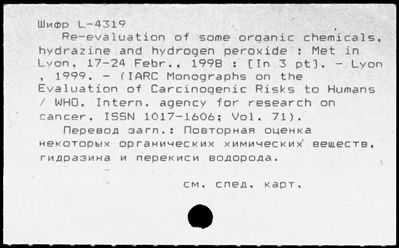 Шифр L-4319
Re-evaluation of some organic chemicals,
hydrazine and hydrogen peroxide : Met in
Lyon, 17-24 Febr., 1998 : [In 3 pt]. - Lyon
, 1999. - (IARC Monographs on the
Evaluation of Carcinogenic Risks to Humans
/ WHO. Intern. agency for research on
cancer, ISSN 1017-1606; Vol. 71).
Перевод загл.: Повторная оценка
некоторых органических химических веществ,
гидразина и перекиси водорода.
см. след. карт.